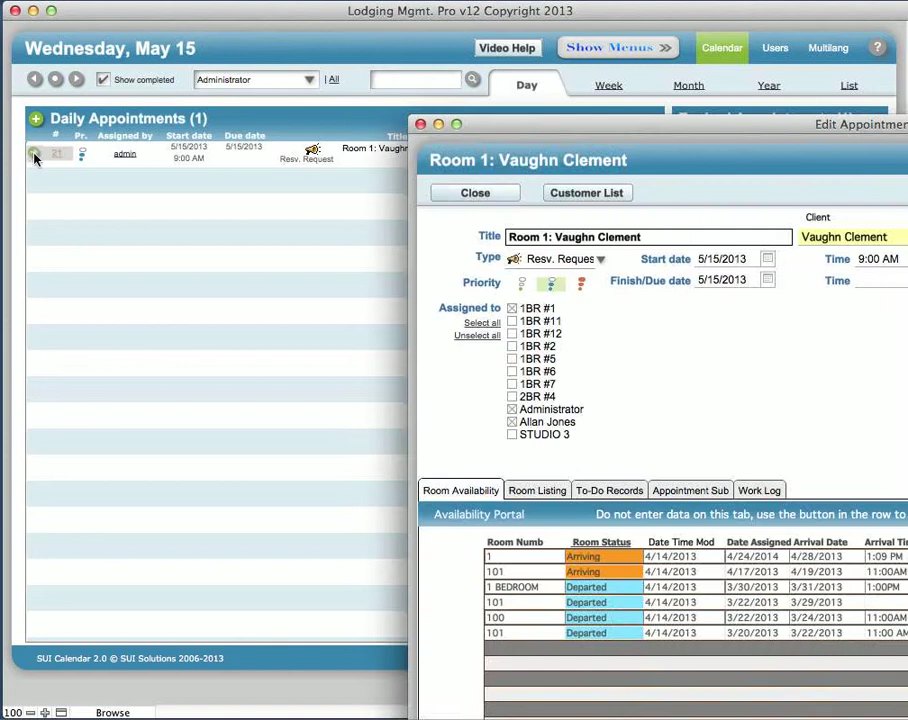 Lodging Mgmt. Pro v12 Copyright 2013
Wednesday, May 15
Video Help
Show Menus >>
Calendar
Users
Multilang
?
Show completed
Administrator
All
Day
Week
Month
Year
List
Daily Appointments (1)
# Pr. Assigned by Start date Due date Title
21 admin 5/15/2013 9:00 AM 5/15/2013 Resv. Request Room 1: Vaughn
Edit Appointmen
Room 1: Vaughn Clement
Close
Customer List
Client
Title Room 1: Vaughn Clement Vaughn Clement
Type Resv. Reques Start date 5/15/2013 Time 9:00 AM
Priority Finish/Due date 5/15/2013 Time
Assigned to
Select all
Unselect all
1BR #1
1BR #11
1BR #12
1BR #2
1BR #5
1BR #6
1BR #7
2BR #4
Administrator
Allan Jones
STUDIO 3
Room Availability
Room Listing
To-Do Records
Appointment Sub
Work Log
Availability Portal Do not enter data on this tab, use the button in the row to
Room Numb Room Status Date Time Mod Date Assigned Arrival Date Arrival Ti
1 Arriving 4/14/2013 4/24/2014 4/28/2013 1:09 PM
101 Arriving 4/14/2013 4/17/2013 4/19/2013 11:00AM
1 BEDROOM Departed 4/14/2013 3/30/2013 3/31/2013 1:00PM
101 Departed 4/14/2013 3/22/2013 3/29/2013
100 Departed 4/14/2013 3/22/2013 3/24/2013 11:00AM
101 Departed 4/14/2013 3/20/2013 3/22/2013 11:00 AM
SUI Calendar 2.0 © SUI Solutions 2006-2013
100 Browse